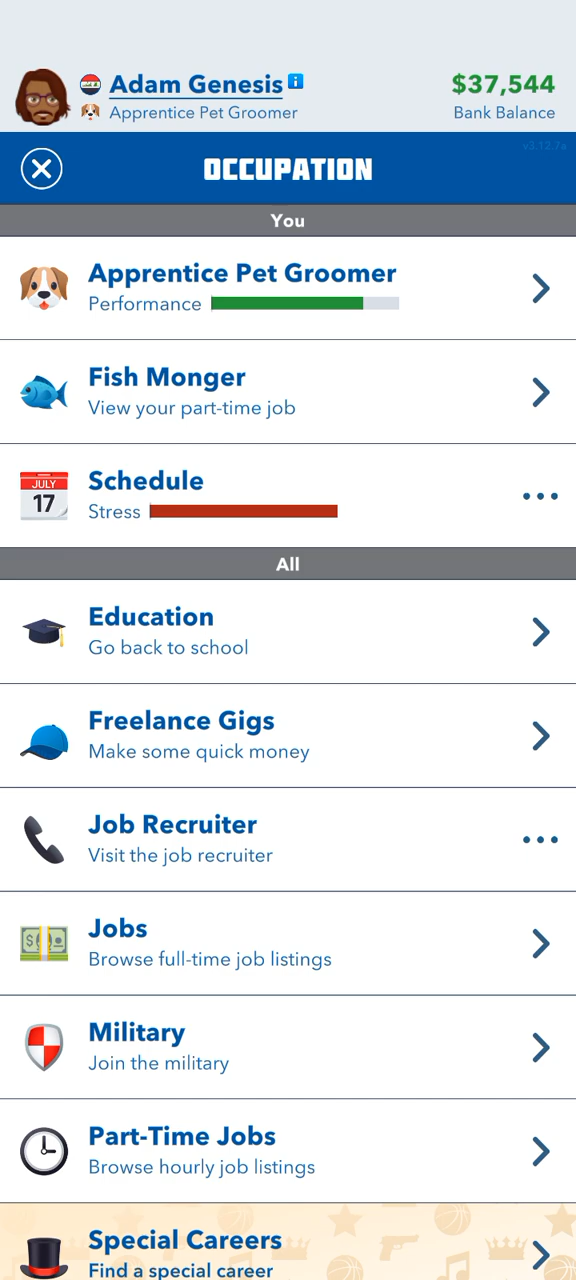 Adam Genesis
$37,544
Apprentice Pet Groomer
Bank Balance
v3.12.7a
OCCUPATION
You
Apprentice Pet Groomer
Performance
Fish Monger
View your part-time job
JULY
17
Schedule
Stress
All
Education
Go back to school
Freelance Gigs
Make some quick money
Job Recruiter
Visit the job recruiter
Jobs
Browse full-time job listings
Military
Join the military
Part-Time Jobs
Browse hourly job listings
Special Careers
Find a special career